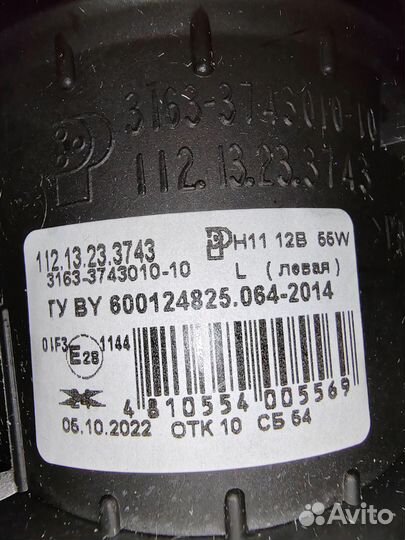 3163-3743010-10
112.13.23.3743
112.13.23.3743
H11 12В 55W
3163-3743010-10
L (левая)
ТУ BY 600124825.064-2014
01F3 E28 1144
4 810554 005569
05.10.2022 ОТК 10 СБ 64
Avito